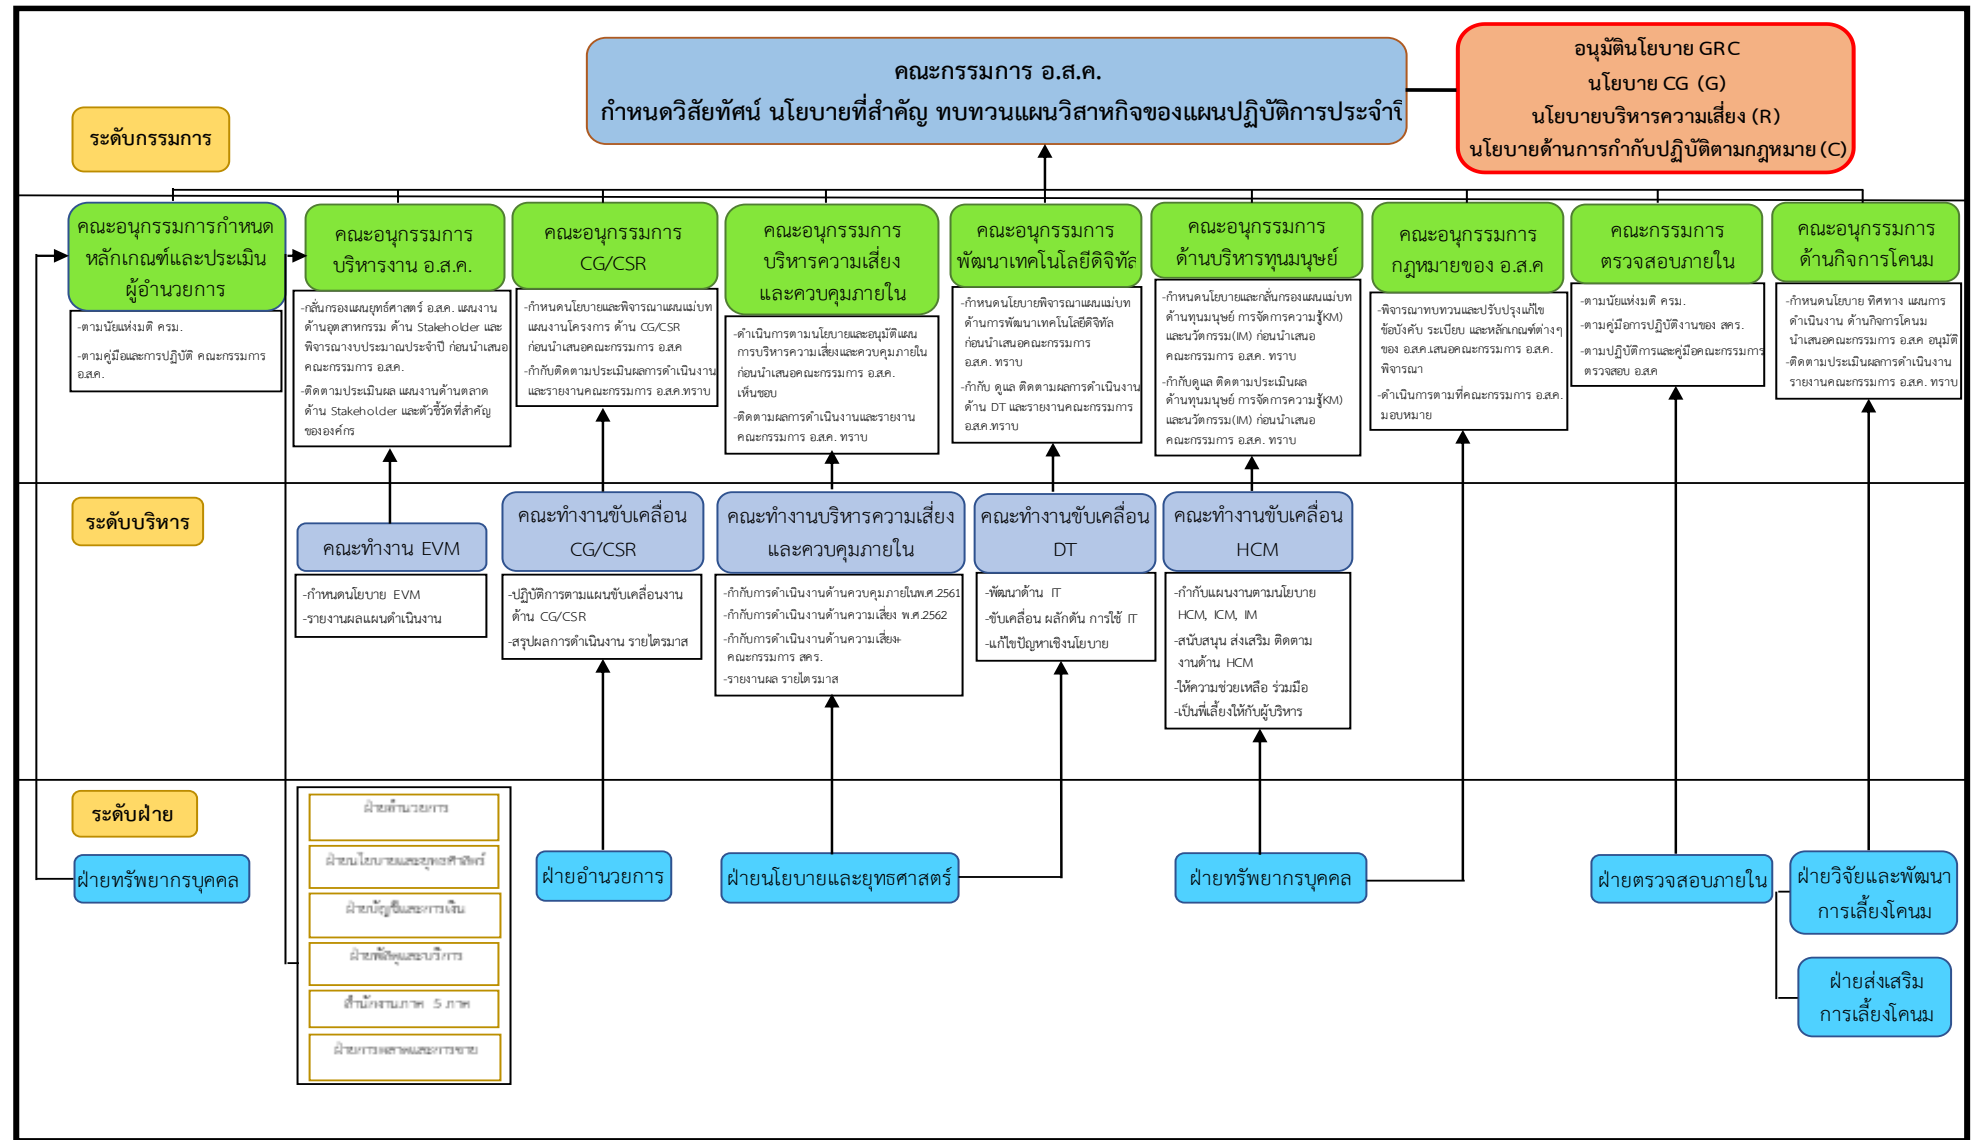 คณะกรรมการ อ.ส.ค.
กำหนดวิสัยทัศน์ นโยบายที่สำคัญ ทบทวนแผนวิสาหกิจของแผนปฏิบัติการประจำปี
อนุมัตินโยบาย GRC
นโยบาย CG (G)
นโยบายบริหารความเสี่ยง (R)
นโยบายด้านการกำกับปฏิบัติตามกฎหมาย (C)
ระดับกรรมการ
คณะอนุกรรมการกำหนด
หลักเกณฑ์และประเมิน
ผู้อำนวยการ
-ตามนัยแห่งมติ ครม.
-ตามคู่มือและการปฏิบัติ คณะกรรมการ
อ.ส.ค.
คณะอนุกรรมการ
บริหารงาน อ.ส.ค.
-กลั่นกรองแผนยุทธ์ศาสตร์ อ.ส.ค. แผนงาน
ด้านอุตสาหกรรม ด้าน Stakeholder และ
พิจารณางบประมาณประจำปี ก่อนนำเสนอ
คณะกรรมการ อ.ส.ค.
-ติดตามประเมินผล แผนงานด้านตลาด
ด้าน Stakeholder และตัวชี้วัดที่สำคัญ
ขององค์กร
คณะอนุกรรมการ
CG/CSR
-กำหนดนโยบายและพิจารณาแผนแม่บท
แผนงานโครงการ ด้าน CG/CSR
ก่อนนำเสนอคณะกรรมการ อ.ส.ค
-กำกับติดตามประเมินผลการดำเนินงาน
และรายงานคณะกรรมการ อ.ส.ค.ทราบ
คณะอนุกรรมการ
บริหารความเสี่ยง
และควบคุมภายใน
-ดำเนินการตามนโยบายและอนุมัติแผน
การบริหารความเสี่ยงและควบคุมภายใน
ก่อนนำเสนอคณะกรรมการ อ.ส.ค.
เห็นชอบ
-ติดตามผลการดำเนินงานและรายงาน
คณะกรรมการ อ.ส.ค. ทราบ
คณะอนุกรรมการ
พัฒนาเทคโนโลยีดิจิทัล
-กำหนดนโยบายพิจารณาแผนแม่บท
ด้านการพัฒนาเทคโนโลยีดิจิทัล
ก่อนนำเสนอคณะกรรมการ
อ.ส.ค. ทราบ
-กำกับ ดูแล ติดตามผลการดำเนินงาน
ด้าน DT และรายงานคณะกรรมการ
อ.ส.ค.ทราบ
คณะอนุกรรมการ
ด้านบริหารทุนมนุษย์
-กำหนดนโยบายและกลั่นกรองแผนแม่บท
ด้านทุนมนุษย์ การจัดการความรู้(KM)
และนวัตกรรม(IM) ก่อนนำเสนอ
คณะกรรมการ อ.ส.ค. ทราบ
-กำกับดูแล ติดตามประเมินผล
ด้านทุนมนุษย์ การจัดการความรู้(KM)
และนวัตกรรม(IM) ก่อนนำเสนอ
คณะกรรมการ อ.ส.ค. ทราบ
คณะอนุกรรมการ
กฎหมายของ อ.ส.ค
-พิจารณาทบทวนและปรับปรุงแก้ไข
ข้อบังคับ ระเบียบ และหลักเกณฑ์ต่างๆ
ของ อ.ส.ค.เสนอคณะกรรมการ อ.ส.ค.
พิจารณา
-ดำเนินการตามที่คณะกรรมการ อ.ส.ค.
มอบหมาย
คณะกรรมการ
ตรวจสอบภายใน
-ตามนัยแห่งมติ ครม.
-ตามคู่มือการปฏิบัติงานของ สคร.
-ตามปฏิบัติการและคู่มือคณะกรรมการ
ตรวจสอบ อ.ส.ค
คณะอนุกรรมการ
ด้านกิจการโคนม
-กำหนดนโยบาย ทิศทาง แผนการ
ดำเนินงาน ด้านกิจการโคนม
นำเสนอคณะกรรมการ อ.ส.ค อนุมัติ
-ติดตามประเมินผลการดำเนินงาน
รายงานคณะกรรมการ อ.ส.ค. ทราบ
ระดับบริหาร
คณะทำงาน EVM
-กำหนดนโยบาย EVM
-รายงานผลแผนดำเนินงาน
คณะทำงานขับเคลื่อน
CG/CSR
-ปฏิบัติการตามแผนขับเคลื่อนงาน
ด้าน CG/CSR
-สรุปผลการดำเนินงาน รายไตรมาส
คณะทำงานบริหารความเสี่ยง
และควบคุมภายใน
-กำกับการดำเนินงานด้านควบคุมภายในพ.ศ.2561
-กำกับการดำเนินงานด้านความเสี่ยง พ.ศ.2562
-กำกับการดำเนินงานด้านความเสี่ยง+
คณะกรรมการ สคร.
-รายงานผล รายไตรมาส
คณะทำงานขับเคลื่อน
DT
-พัฒนาด้าน IT
-ขับเคลื่อน ผลักดัน การใช้ IT
-แก้ไขปัญหาเชิงนโยบาย
คณะทำงานขับเคลื่อน
HCM
-กำกับแผนงานตามนโยบาย
HCM, ICM, IM
-สนับสนุน ส่งเสริม ติดตาม
งานด้าน HCM
-ให้ความช่วยเหลือ ร่วมมือ
-เป็นพี่เลี้ยงให้กับผู้บริหาร
ระดับฝ่าย
ฝ่ายทรัพยากรบุคคล
ฝ่ายอำนวยการ
ฝ่ายนโยบายและยุทธศาสตร์
ฝ่ายบัญชีและการเงิน
ฝ่ายพัสดุและบริการ
สำนักงานภาค 5 ภาค
ฝ่ายการตลาดและการขาย
ฝ่ายอำนวยการ
ฝ่ายนโยบายและยุทธศาสตร์
ฝ่ายทรัพยากรบุคคล
ฝ่ายตรวจสอบภายใน
ฝ่ายวิจัยและพัฒนา
การเลี้ยงโคนม
ฝ่ายส่งเสริม
การเลี้ยงโคนม